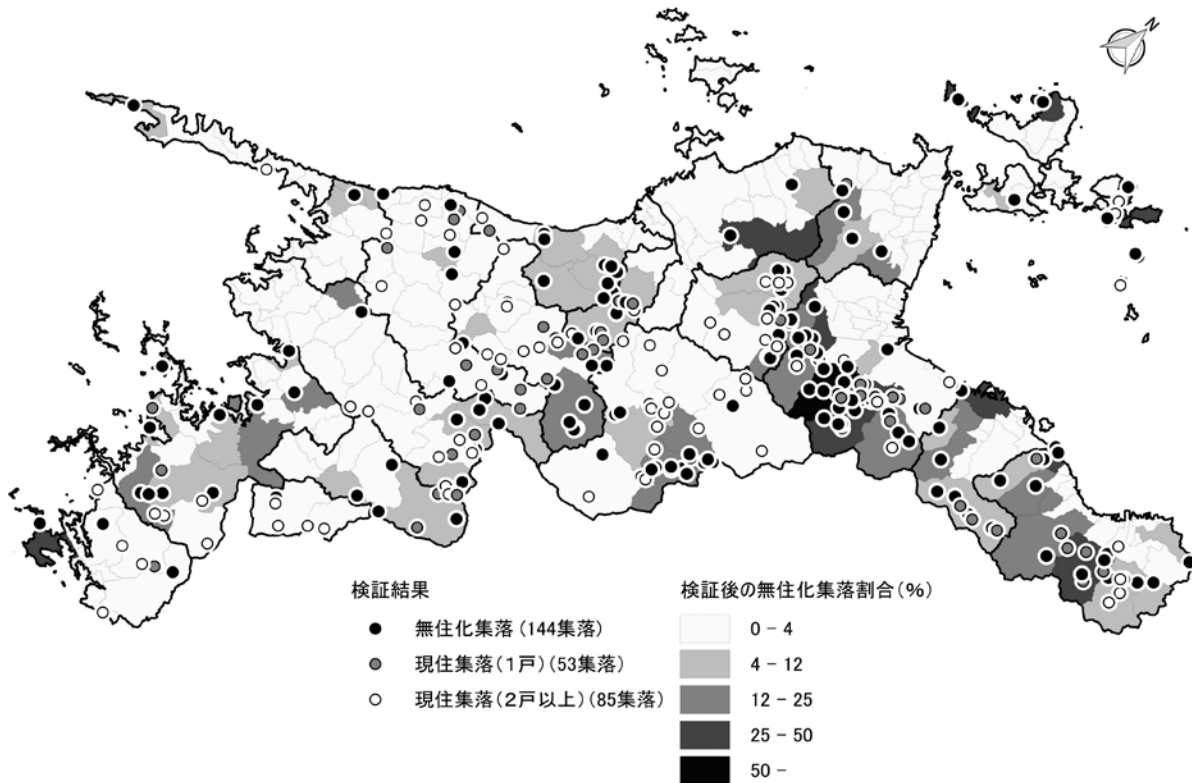 N
検証結果
無住化集落(144集落)
現住集落(1戸)(53集落)
現住集落(2戸以上)(85集落)
検証後の無住化集落割合(%)
0 - 4
4 - 12
12 - 25
25 - 50
50 -